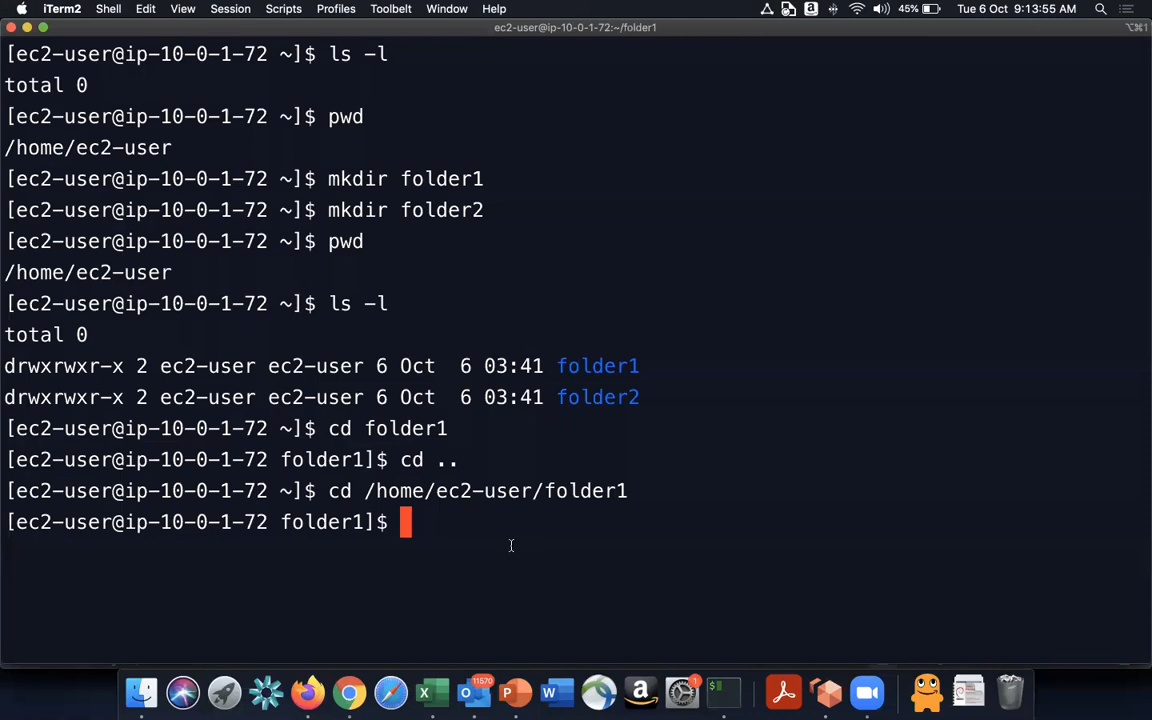 iTerm2 Shell Edit View Session Scripts Profiles Toolbelt Window Help 45% Tue 6 Oct 9:13:55 AM
ec2-user@ip-10-0-1-72:~/folder1 ⌥⌘1
[ec2-user@ip-10-0-1-72 ~]$ ls -l
total 0
[ec2-user@ip-10-0-1-72 ~]$ pwd
/home/ec2-user
[ec2-user@ip-10-0-1-72 ~]$ mkdir folder1
[ec2-user@ip-10-0-1-72 ~]$ mkdir folder2
[ec2-user@ip-10-0-1-72 ~]$ pwd
/home/ec2-user
[ec2-user@ip-10-0-1-72 ~]$ ls -l
total 0
drwxrwxr-x 2 ec2-user ec2-user 6 Oct  6 03:41 folder1
drwxrwxr-x 2 ec2-user ec2-user 6 Oct  6 03:41 folder2
[ec2-user@ip-10-0-1-72 ~]$ cd folder1
[ec2-user@ip-10-0-1-72 folder1]$ cd ..
[ec2-user@ip-10-0-1-72 ~]$ cd /home/ec2-user/folder1
[ec2-user@ip-10-0-1-72 folder1]$
11570
1